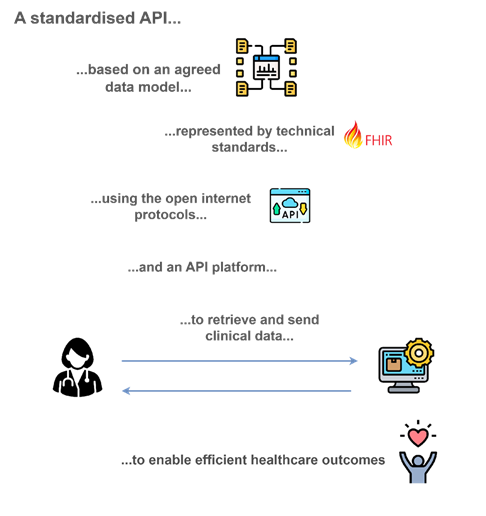 A standardised API...
...based on an agreed
data model...
...represented by technical
standards...
FHIR
...using the open internet
protocols...
API
...and an API platform...
...to retrieve and send
clinical data...
...to enable efficient healthcare outcomes